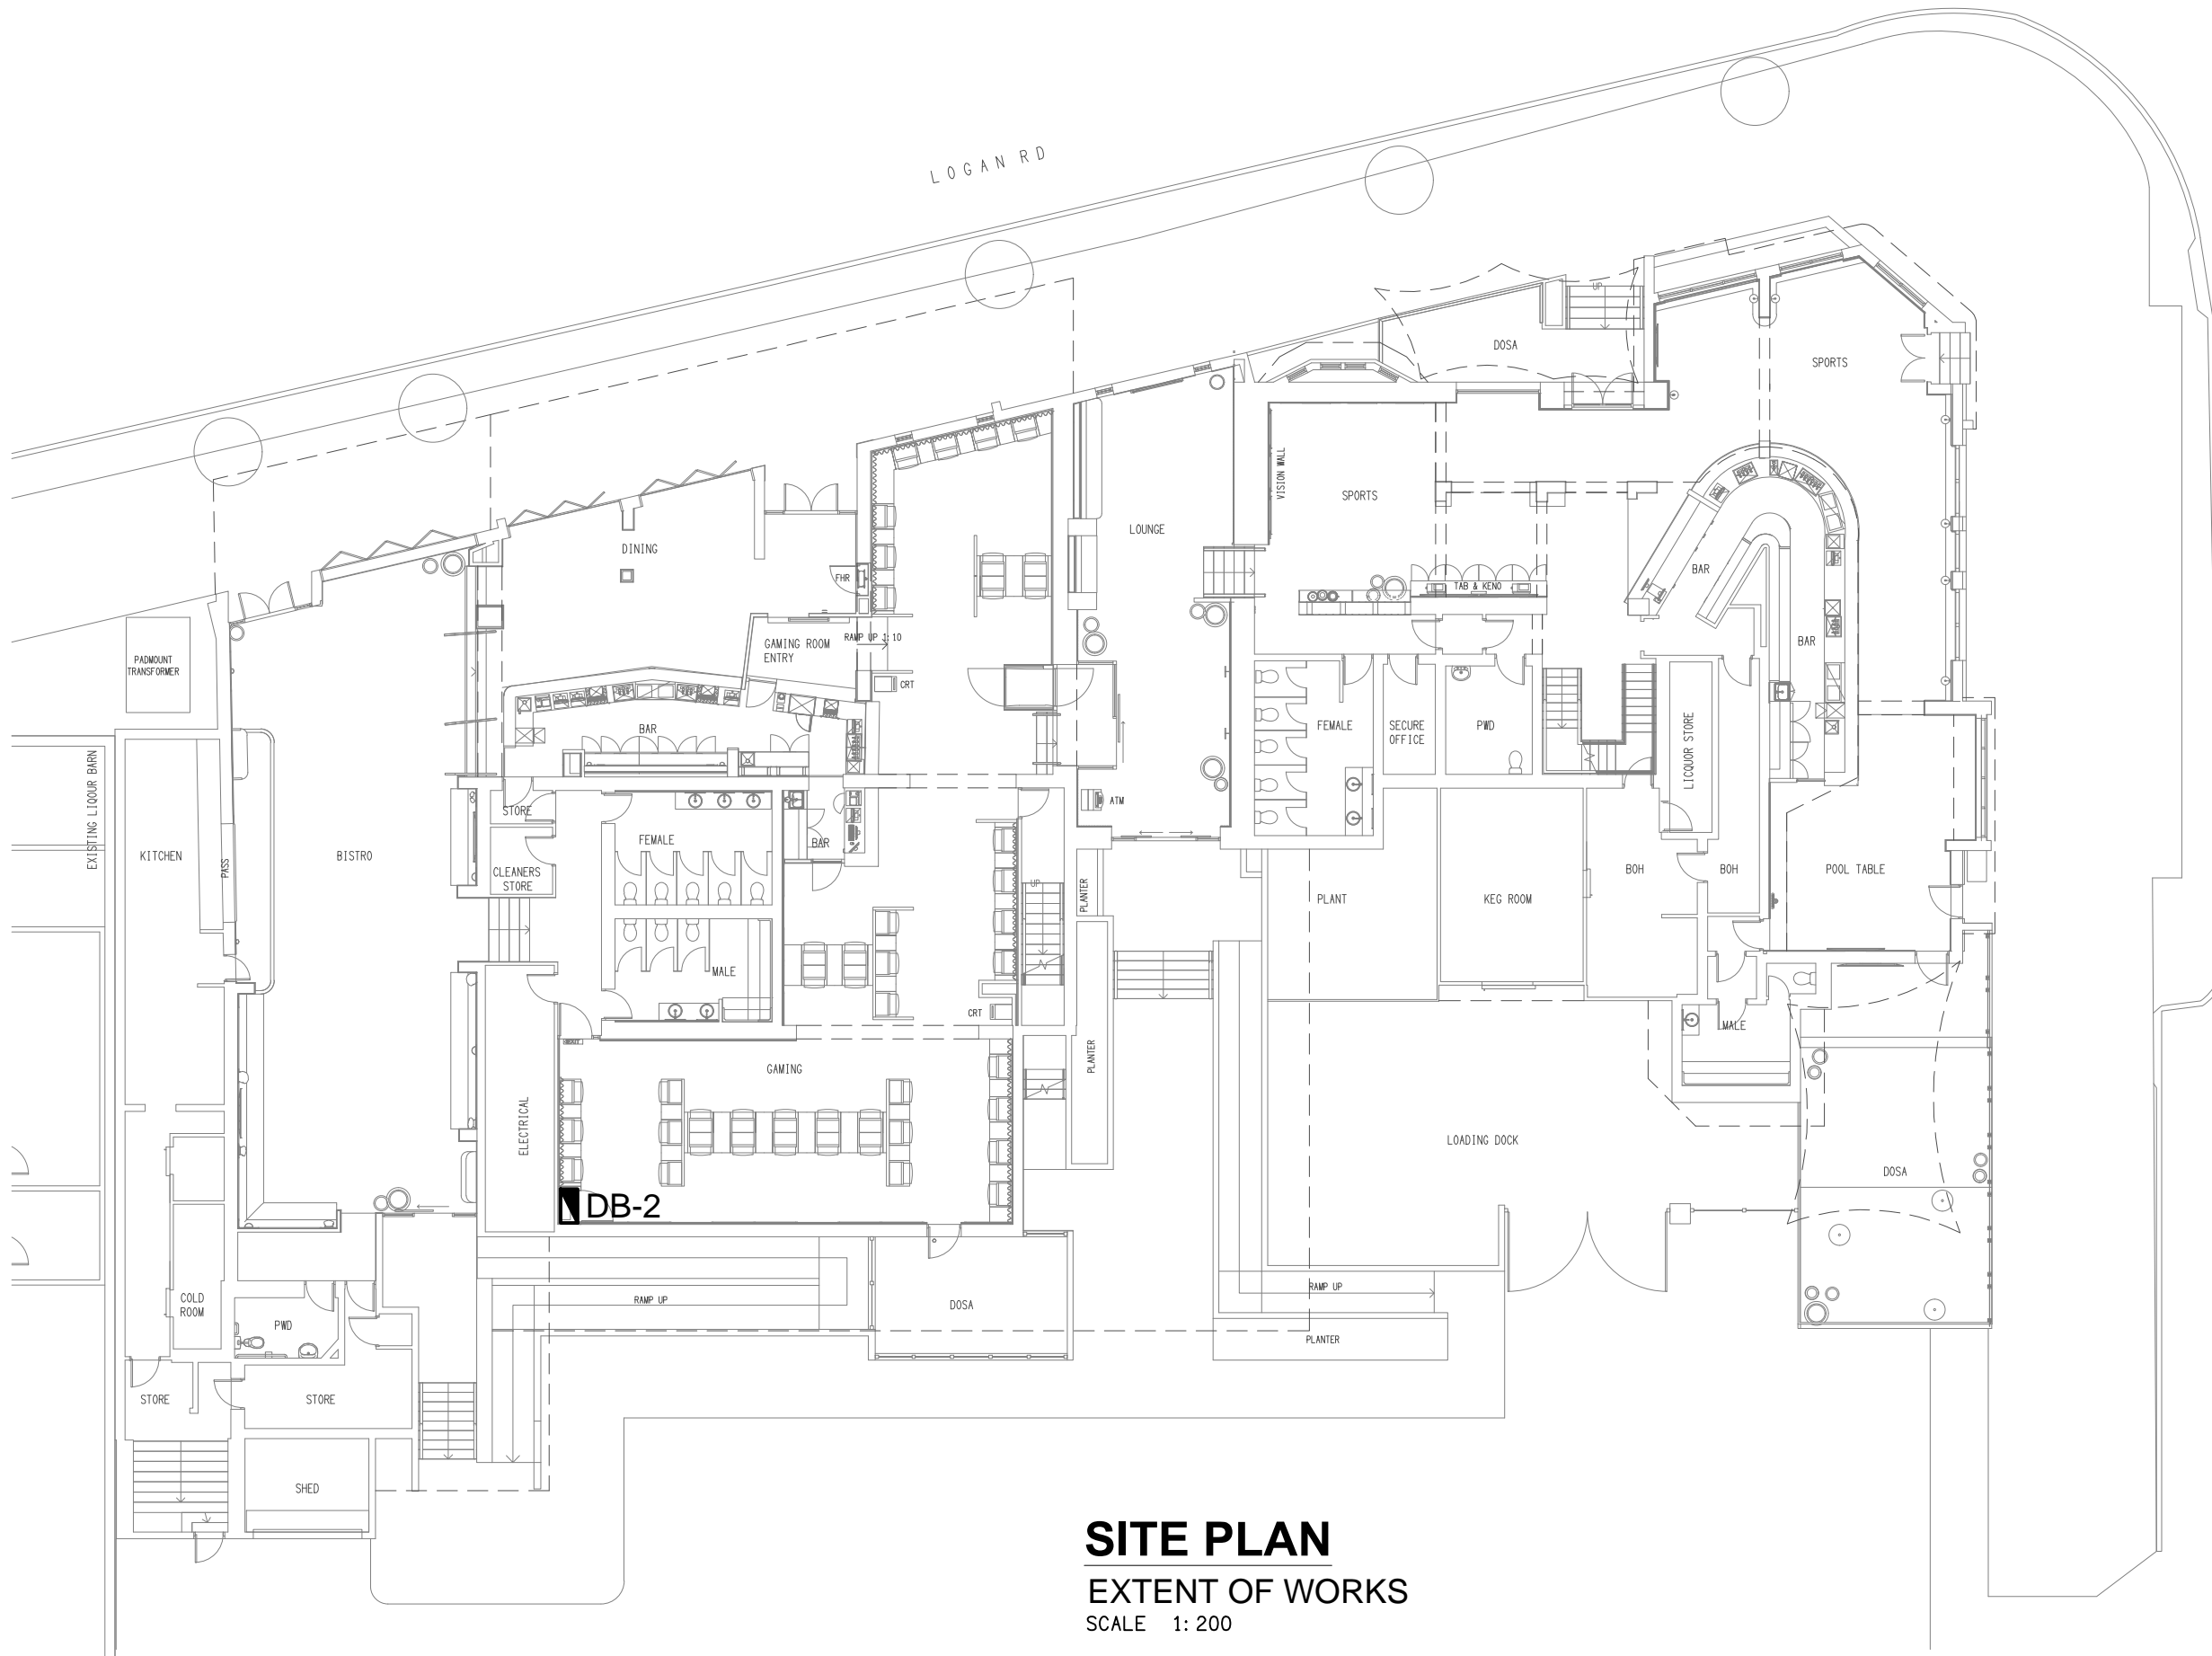 LOGAN RD
UP
DOSA
SPORTS
VISION WALL
SPORTS
LOUNGE
DINING
FHR
BAR
TAB & KENO
RAMP UP 1:10
GAMING ROOM
ENTRY
BAR
PADMOUNT
TRANSFORMER
CRT
BAR
FEMALE
SECURE
OFFICE
PWD
LICQUOR STORE
EXISTING LIQOUR BARN
STORE
ATM
KITCHEN
PASS
BISTRO
FEMALE
BAR
CLEANERS
STORE
UP
PLANTER
PLANT
KEG ROOM
BOH
BOH
POOL TABLE
MALE
CRT
MALE
GAMING
PLANTER
ELECTRICAL
LOADING DOCK
DOSA
DB-2
COLD
ROOM
PWD
RAMP UP
DOSA
RAMP UP
PLANTER
STORE
STORE
SHED
SITE PLAN
EXTENT OF WORKS
SCALE 1: 200